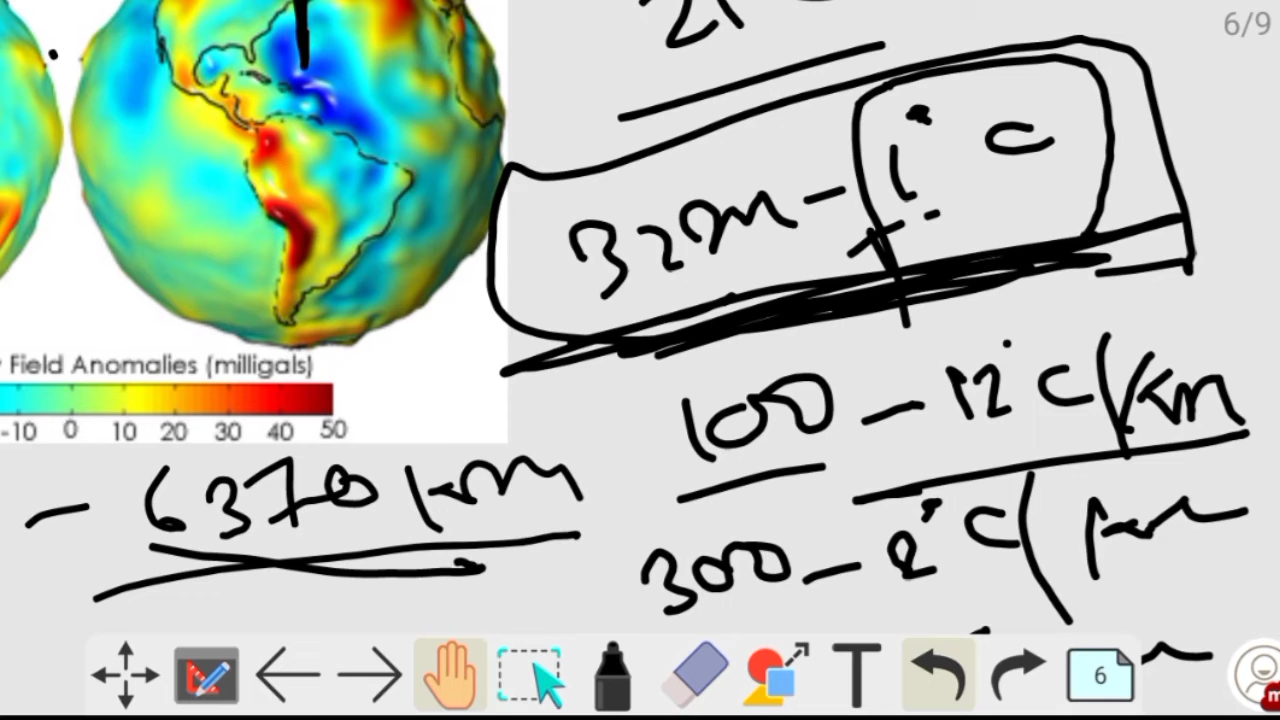 6/9
32m - 1° C
Field Anomalies (milligals)
-10 0 10 20 30 40 50
100 - 12° C/Km
- 6370 Km
300 - 2° C/
T
6